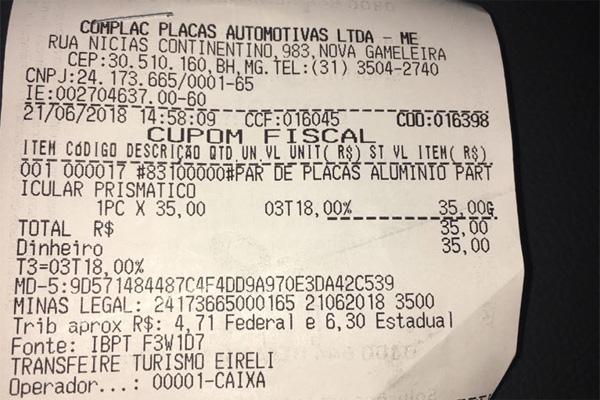 COMPLAC PLACAS AUTOMOTIVAS LTDA - ME
RUA NICIAS CONTINENTINO, 983, NOVA GAMELEIRA
CEP:30.510.160, BH, MG. TEL:(31) 3504-2740
CNPJ:24.173.665/0001-65
IE:002704637.00-60
21/06/2018 14:58:09 CCF:016045 COO:016398
CUPOM FISCAL
ITEM CÓDIGO DESCRIÇÃO QTD.UN.VL UNIT( R$) ST VL ITEM( R$)
001 000017 #83100000#PAR DE PLACAS ALUMINIO PART
ICULAR PRISMATICO
1PC X 35,00 03T18,00% 35,00G
TOTAL R$ 35,00
Dinheiro 35,00
T3=03T18,00%
MD-5:9D571484487C4F4DD9A970E3DA42C539
MINAS LEGAL: 24173665000165 21062018 3500
Trib aprox R$: 4,71 Federal e 6,30 Estadual
Fonte: IBPT F3W1D7
TRANSFEIRE TURISMO EIRELI
Operador...: 00001-CAIXA